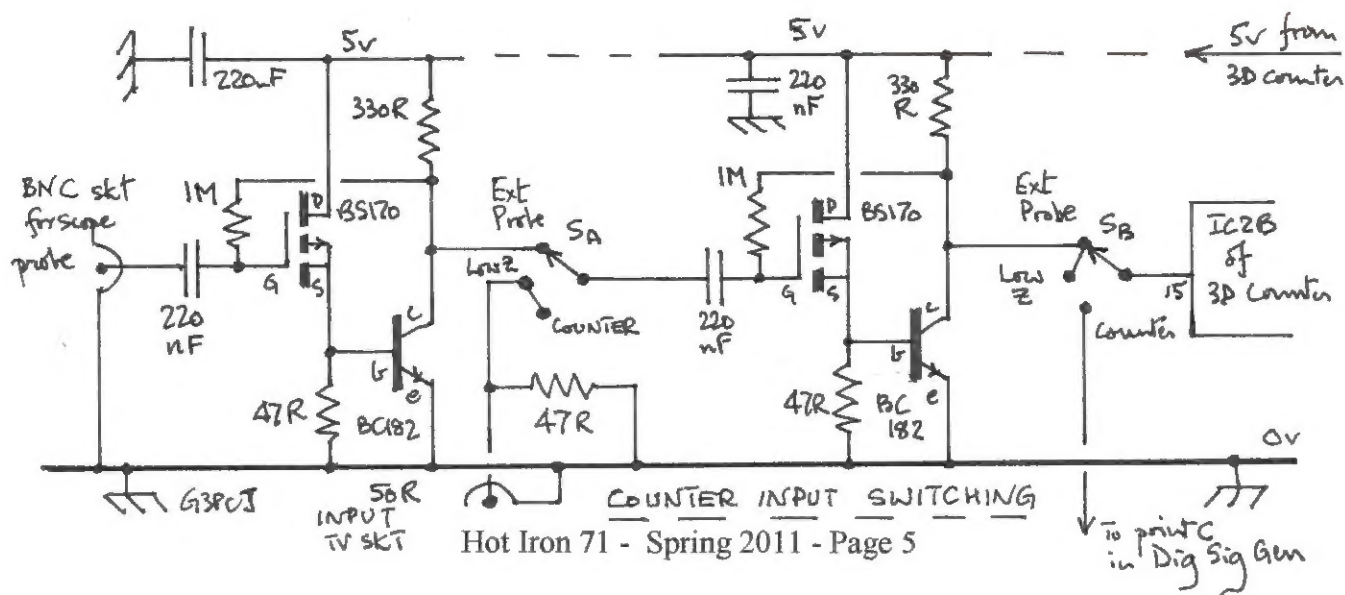 5v
5v
5v from
3D counter
220nF
220
nF
330R
330
R
BNC skt
for scope
probe
1M
D
BS170
G
S
220
nF
Ext
Probe
SA
Low Z
COUNTER
1M
D
BS170
G
S
220
nF
Ext
Probe
SB
Low
Z
Counter
15
IC2B
of
3D Counter
c
b
e
47R
BC182
47R
c
b
e
47R
BC
182
0v
G3PCJ
50R
INPUT
TV SKT
COUNTER INPUT SWITCHING
Hot Iron 71 - Spring 2011 - Page 5
To point C
in Dig Sig Gen